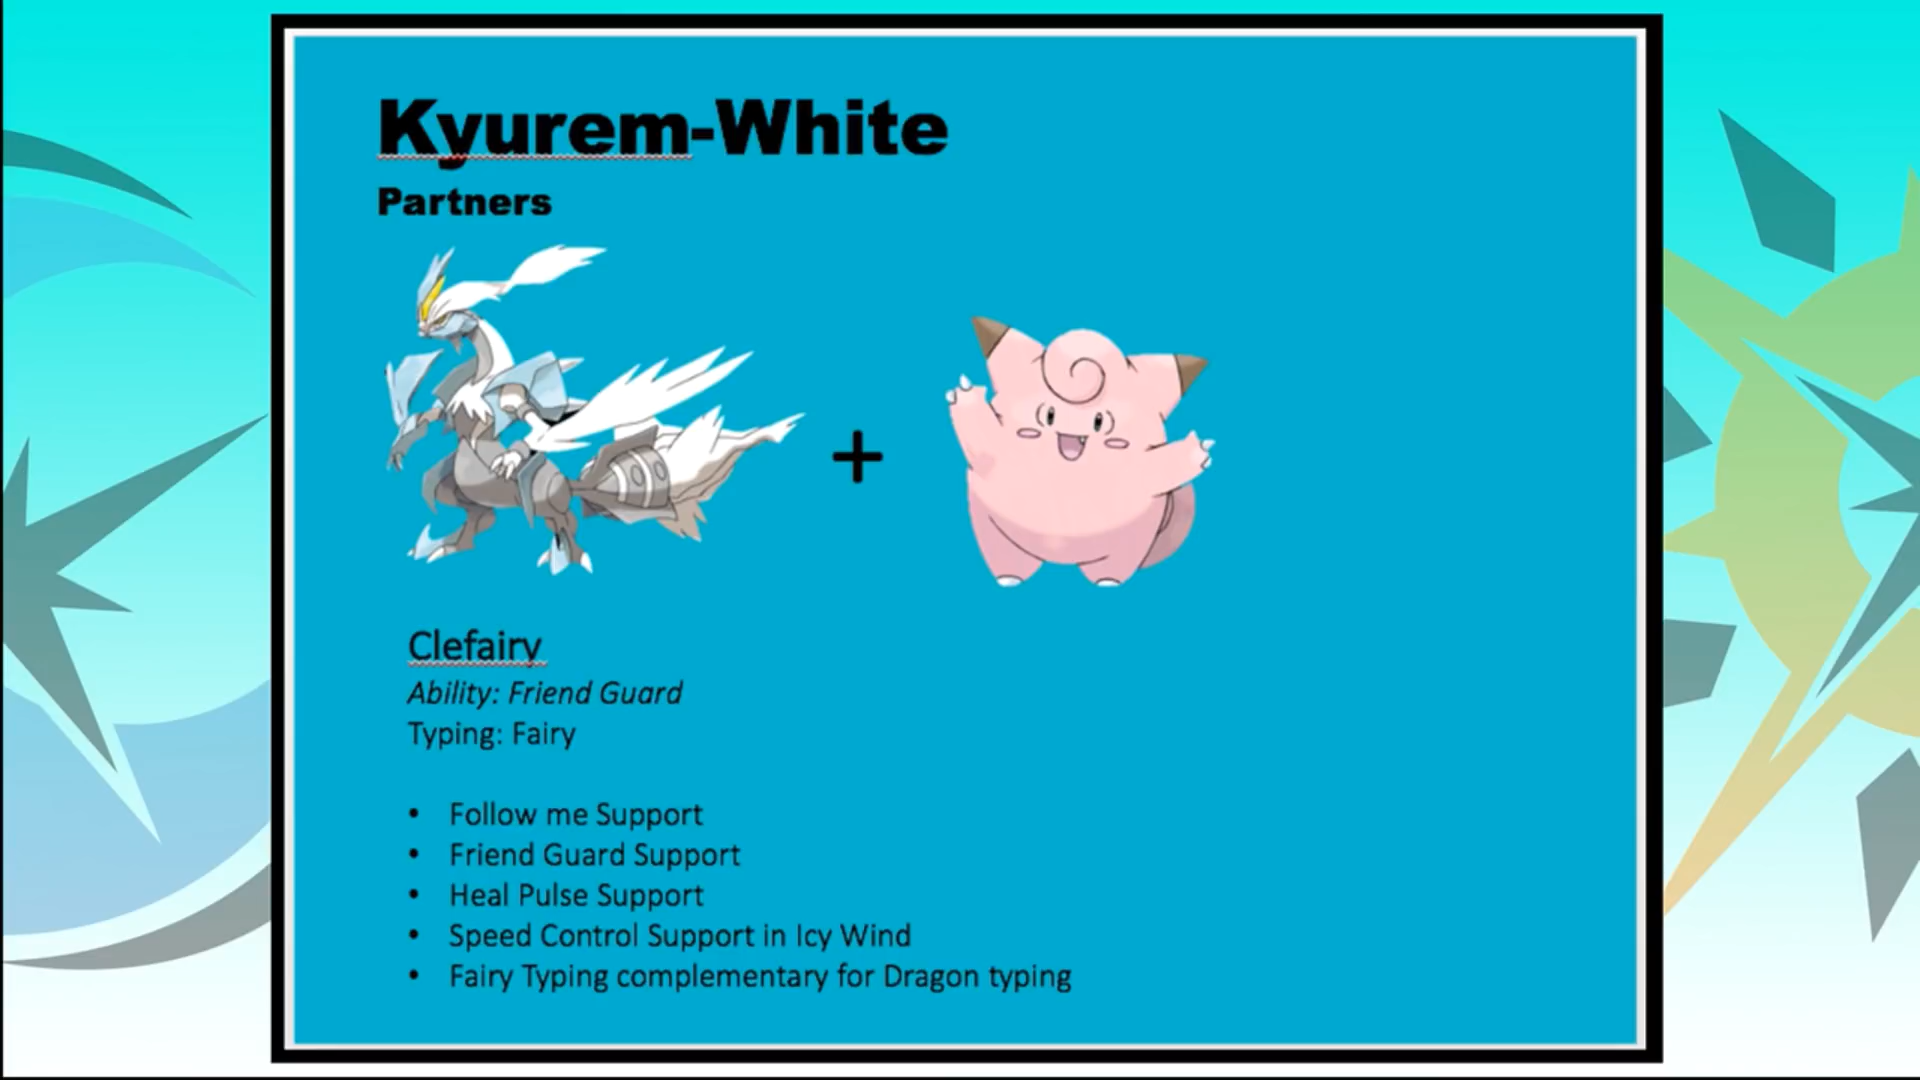 Kyurem-White
Partners
+
Clefairy
Ability: Friend Guard
Typing: Fairy
• Follow me Support
• Friend Guard Support
• Heal Pulse Support
• Speed Control Support in Icy Wind
• Fairy Typing complementary for Dragon typing